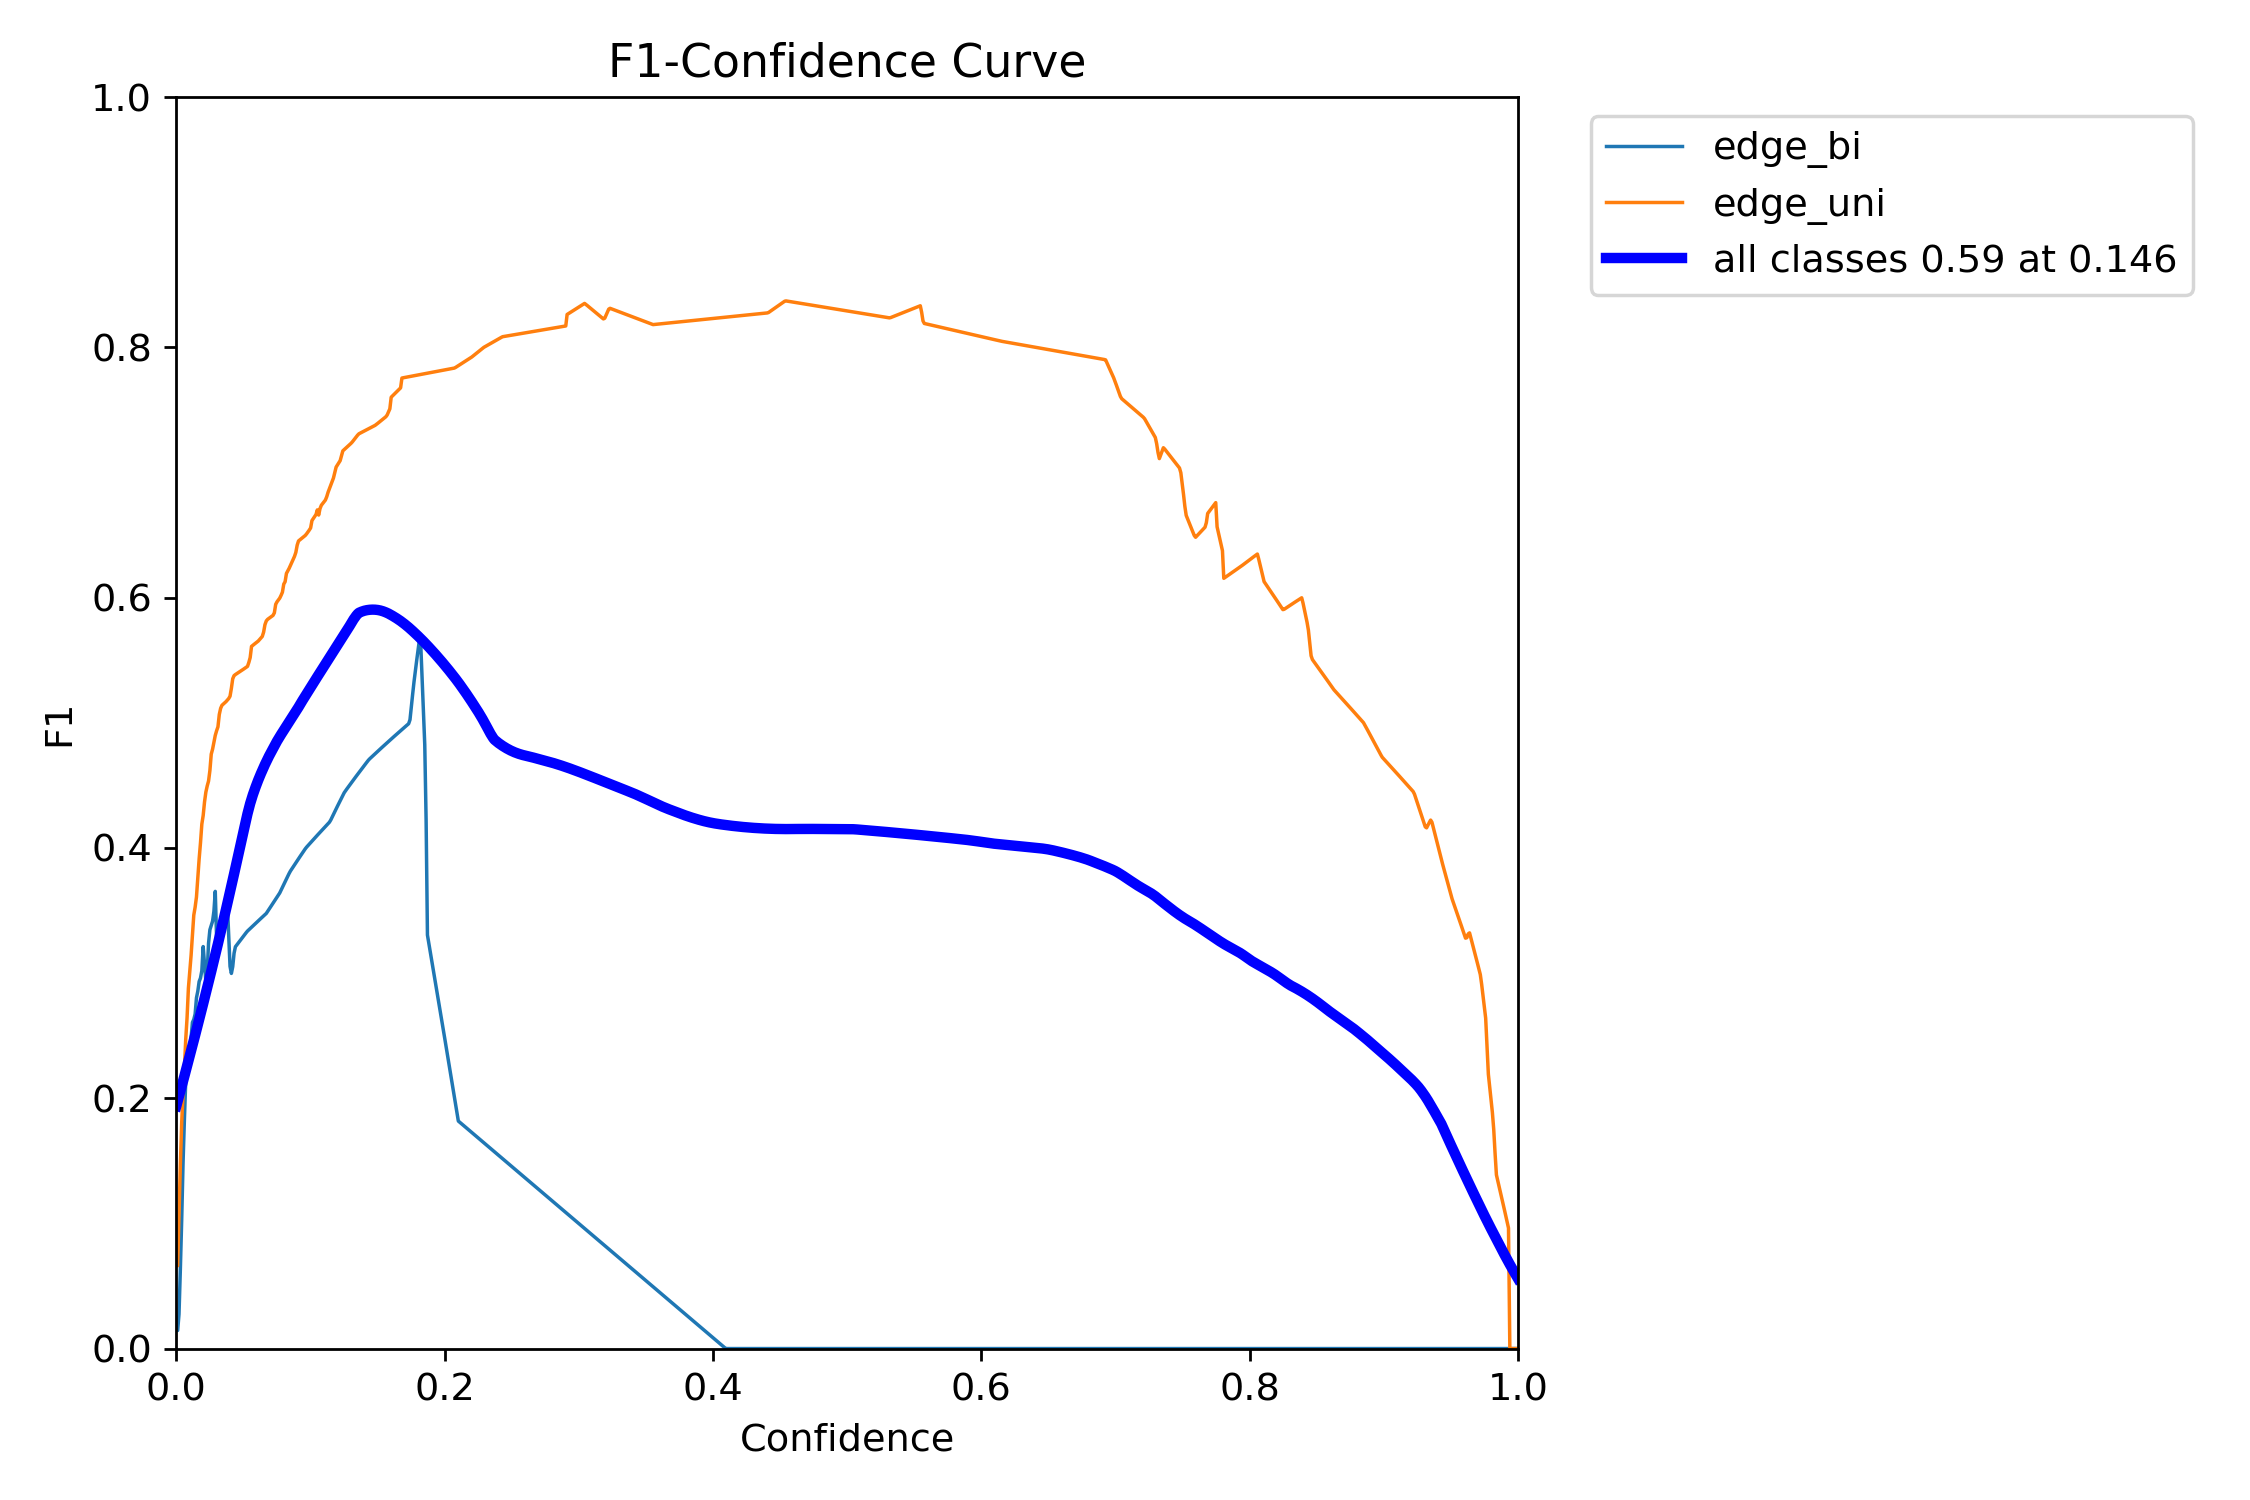 F1-Confidence Curve
1.0
0.8
0.6
0.4
0.2
0.0
F1
0.0 0.2 0.4 0.6 0.8 1.0
Confidence
edge_bi
edge_uni
all classes 0.59 at 0.146